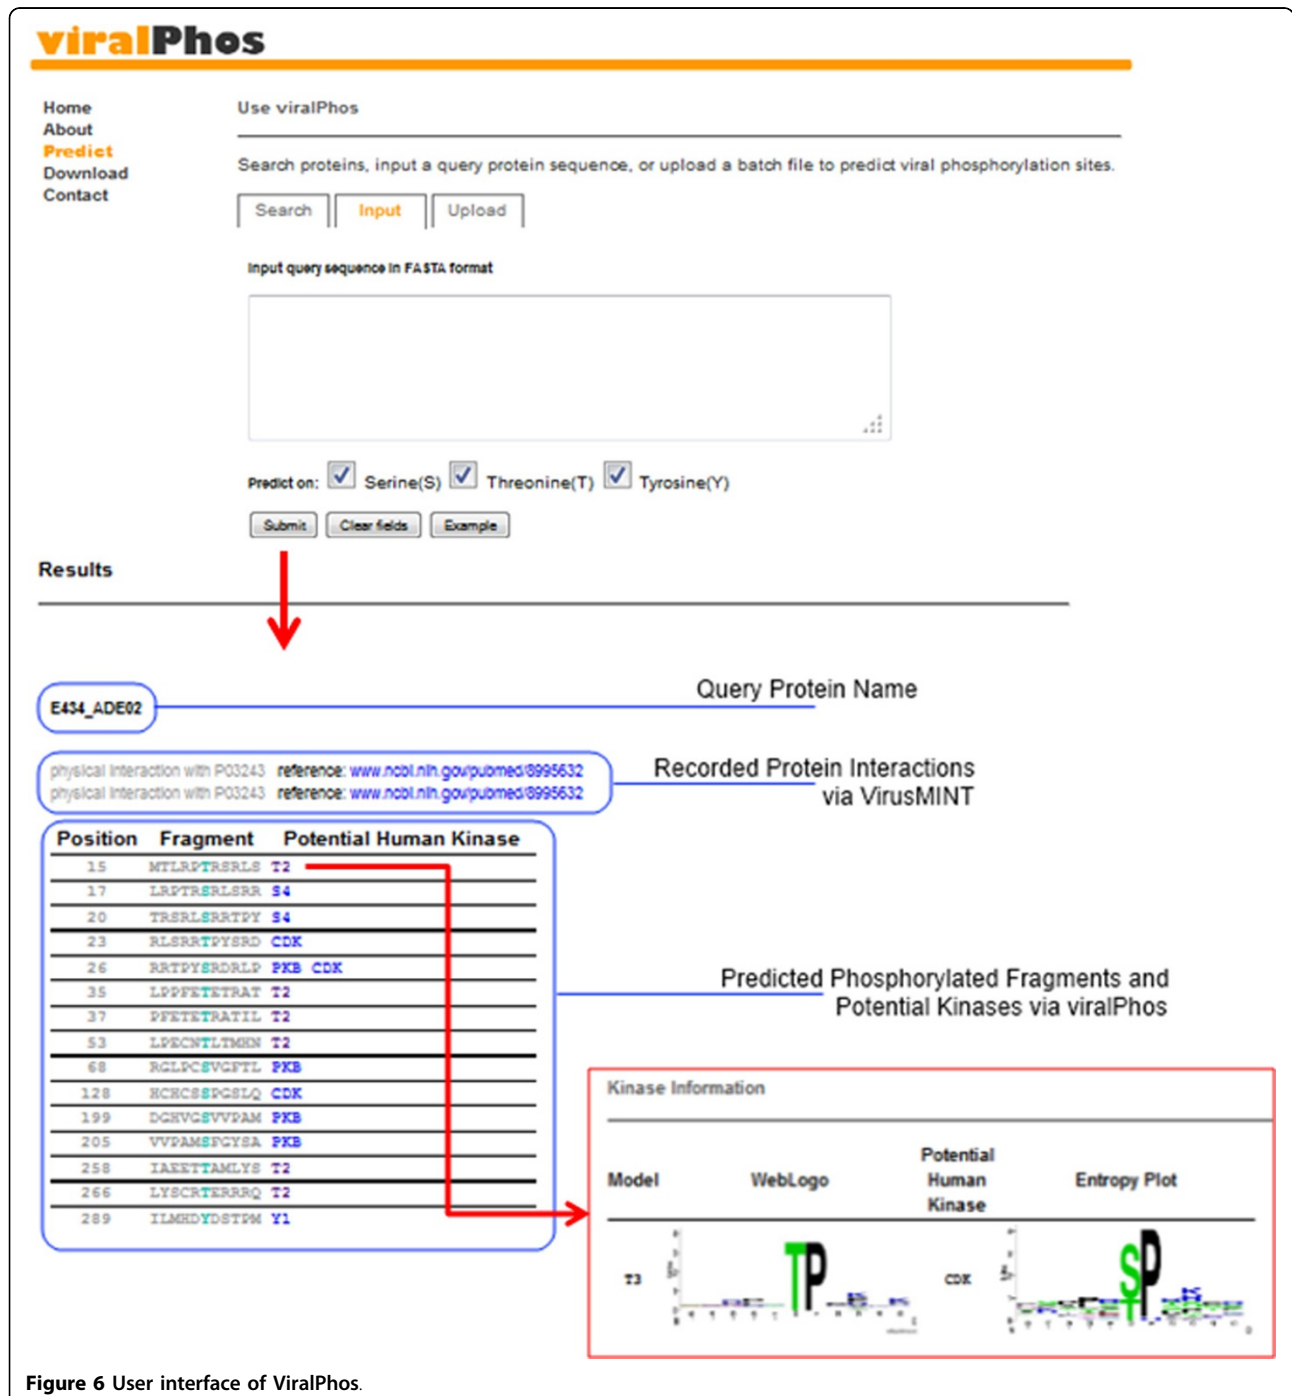 viralPhos
Home
About
Predict
Download
Contact
Use viralPhos
Search proteins, input a query protein sequence, or upload a batch file to predict viral phosphorylation sites.
Search Input Upload
Input query sequence in FASTA format
Predict on: Serine(S) Threonine(T) Tyrosine(Y)
Submit Clear fields Example
Results
E434_ADE02
Query Protein Name
physical interaction with P03243 reference: www.ncbi.nlm.gov/pubmed/8995632
physical interaction with P03243 reference: www.ncbi.nlm.gov/pubmed/8995632
Recorded Protein Interactions
via VirusMINT
Position Fragment Potential Human Kinase
15 MTLRPTRSRLS T2
17 LRPTRSRLSRR S4
20 TRSRLSRRTPY S4
23 RLSRRTPYSRD CDK
26 RRTPYSRDRLP PKB CDK
35 LPPFETETRAT T2
37 PFETETRATIL T2
53 LPECNTLTMHN T2
68 RGLPCSVGFTL PKB
128 HCHCSSPGSLQ CDK
199 DGHVGSVVPAM PKB
205 VVPAMSFGYSA PKB
258 IAEETTAMLYS T2
266 LYSCRTERRRQ T2
289 ILMHDYDSTPM Y1
Predicted Phosphorylated Fragments and
Potential Kinases via viralPhos
Kinase Information
Model WebLogo Potential Human Kinase Entropy Plot
T3 TP CDK STP
Figure 6 User interface of ViralPhos.